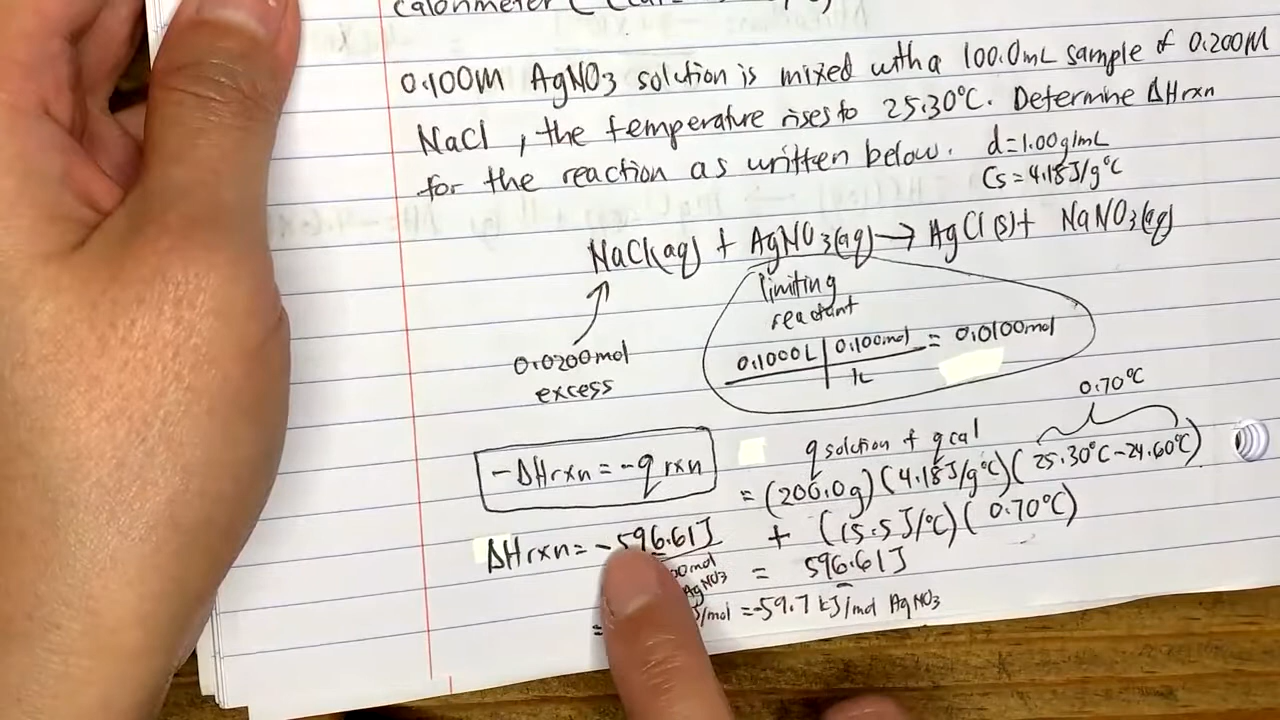 calorimeter
0.100M AgNO3 solution is mixed with a 100.0mL sample of 0.200M
NaCl, the temperature rises to 25.30°C. Determine ΔHrxn
for the reaction as written below. d=1.00g/mL
Cs=4.18J/g°C
NaCl(aq) + AgNO3(aq) → AgCl(s) + NaNO3(aq)
limiting
reactant
0.1000L | 0.100mol = 0.0100mol
1L
0.0200mol
excess
0.70°C
q solution + q cal
-ΔHrxn = -q rxn
= (200.0g)(4.18J/g°C)(25.30°C-24.60°C)
+ (15.5J/°C)(0.70°C)
ΔHrxn = -596.61J
AgNO3
= 596.61J
J/mol = -59.7 kJ/mol AgNO3
=